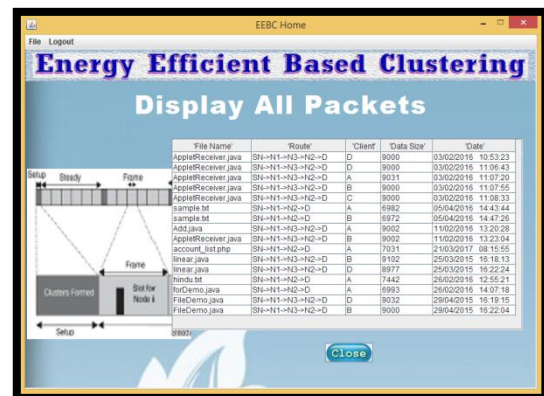 EEBC Home
File Logout
Energy Efficient Based Clustering
Display All Packets
'File Name' 'Route' 'Client' 'Data Size' 'Date'
AppletReceiver.java SN->N1->N3->N2->D D 9000 03/02/2016 10:53:23
AppletReceiver.java SN->N1->N3->N2->D D 9000 03/02/2016 11:06:43
AppletReceiver.java SN->N1->N3->N2->D A 9031 03/02/2016 11:07:20
AppletReceiver.java SN->N1->N3->N2->D B 9000 03/02/2016 11:07:55
AppletReceiver.java SN->N1->N3->N2->D C 9000 03/02/2016 11:08:33
sample.txt SN->N1->N2->D A 6982 05/04/2016 14:43:44
sample.txt SN->N1->N2->D B 6972 05/04/2016 14:47:26
Add.java SN->N1->N3->N2->D A 9002 11/02/2016 13:20:28
AppletReceiver.java SN->N1->N3->N2->D B 9002 11/02/2016 13:23:04
account_list.php SN->N1->N2->D A 7031 21/03/2017 08:15:55
linear.java SN->N1->N3->N2->D B 9102 25/03/2015 16:18:13
linear.java SN->N1->N3->N2->D D 8977 25/03/2015 16:22:24
hindu.txt SN->N1->N2->D A 7442 26/02/2016 12:55:21
forDemo.java SN->N1->N3->N2->D A 6993 26/02/2016 14:07:18
FileDemo.java SN->N1->N3->N2->D D 9032 29/04/2015 16:19:15
FileDemo.java SN->N1->N3->N2->D B 9000 29/04/2015 16:22:04
Setup Steady Frame
Frame
Clusters Formed Slot for
Node i
Setup Stead
Close